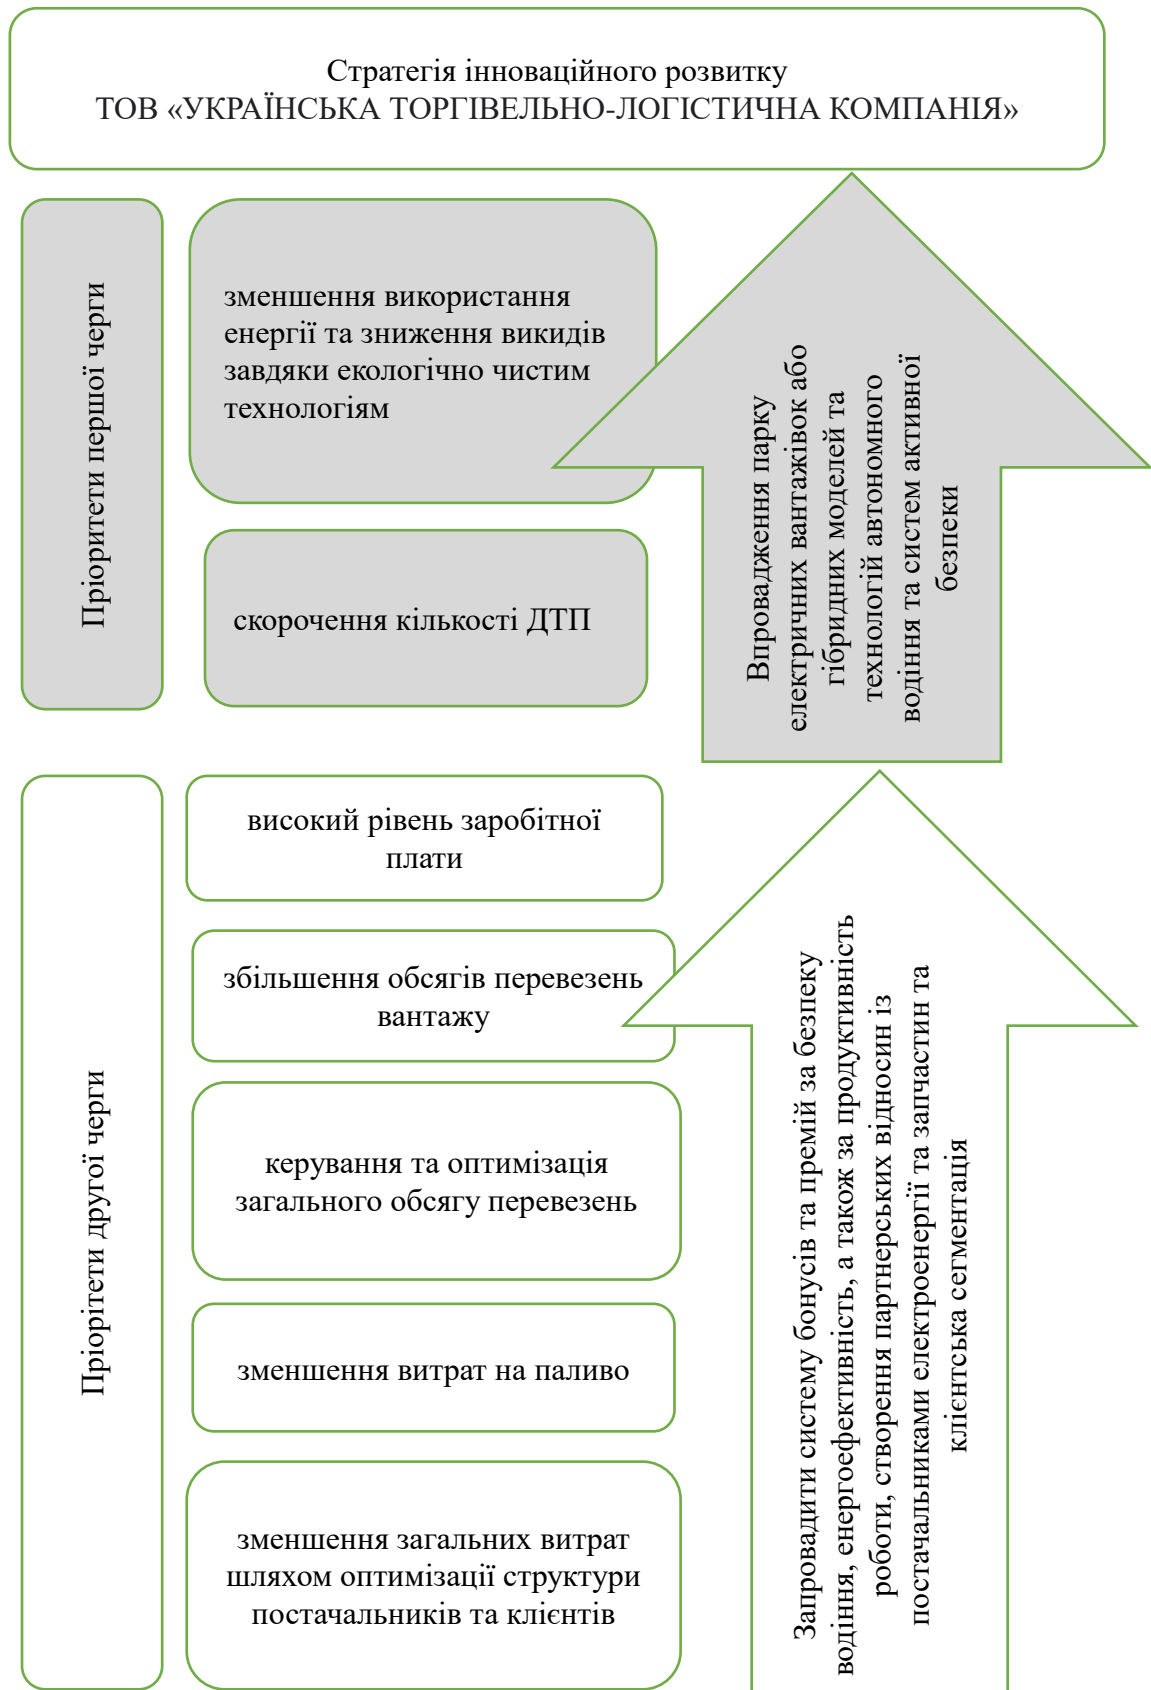 Стратегія інноваційного розвитку
ТОВ «УКРАЇНСЬКА ТОРГІВЕЛЬНО-ЛОГІСТИЧНА КОМПАНІЯ»
Пріоритети першої черги
зменшення використання
енергії та зниження викидів
завдяки екологічно чистим
технологіям
скорочення кількості ДТП
Впровадження парку
електричних вантажівок або
гібридних моделей та
технологій автономного
водіння та систем активної
безпеки
Пріорітети другої черги
високий рівень заробітної
плати
збільшення обсягів перевезень
вантажу
керування та оптимізація
загального обсягу перевезень
зменшення витрат на паливо
зменшення загальних витрат
шляхом оптимізації структури
постачальників та клієнтів
Запровадити систему бонусів та премій за безпеку
водіння, енергоефективність, а також за продуктивність
роботи, створення партнерських відносин із
постачальниками електроенергії та запчастин та
клієнтська сегментація